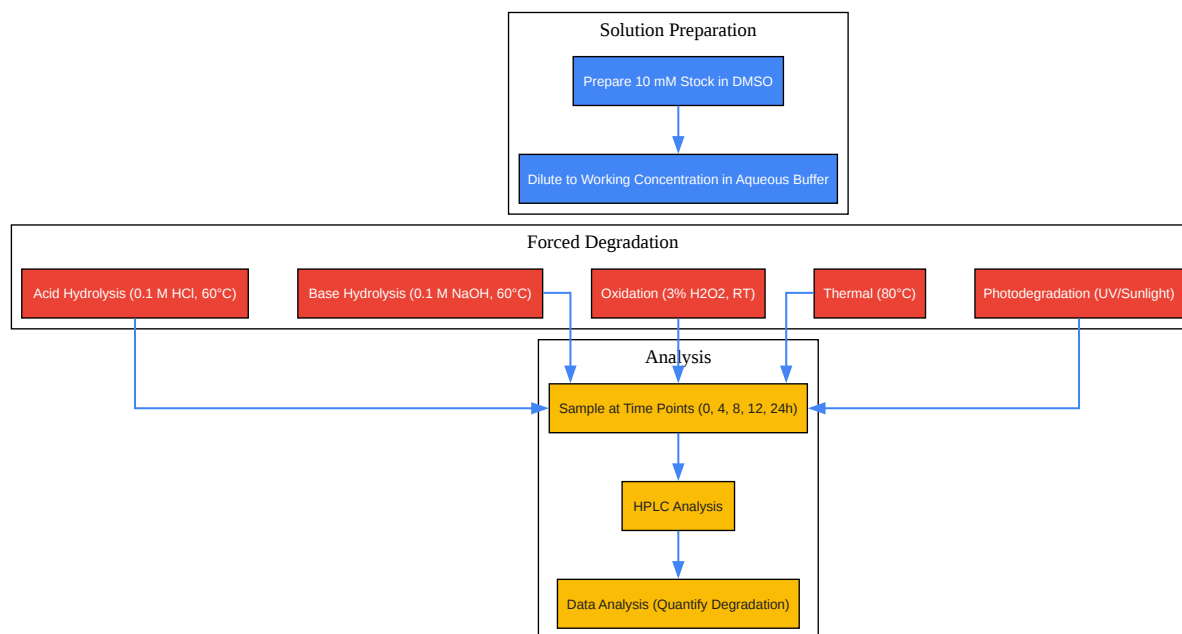 Solution Preparation
Prepare 10 mM Stock in DMSO
Dilute to Working Concentration in Aqueous Buffer
Forced Degradation
Acid Hydrolysis (0.1 M HCl, 60°C)
Base Hydrolysis (0.1 M NaOH, 60°C)
Oxidation (3% H2O2, RT)
Thermal (80°C)
Photodegradation (UV/Sunlight)
Analysis
Sample at Time Points (0, 4, 8, 12, 24h)
HPLC Analysis
Data Analysis (Quantify Degradation)